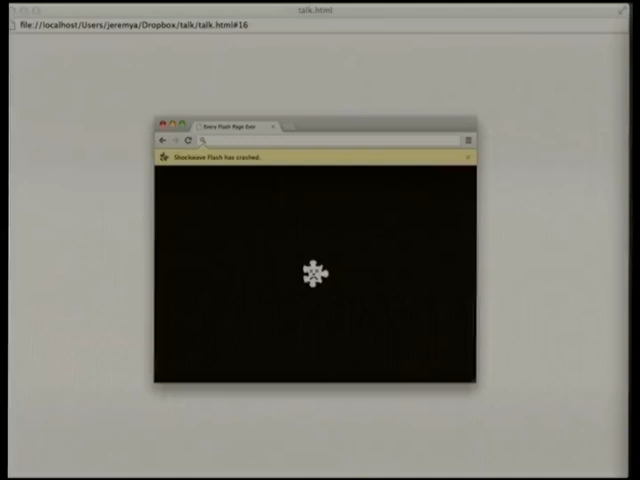 talk.html
file://localhost/Users/jeremya/Dropbox/talk/talk.html#16
Every Flash Page Ever
Shockwave Flash has crashed.